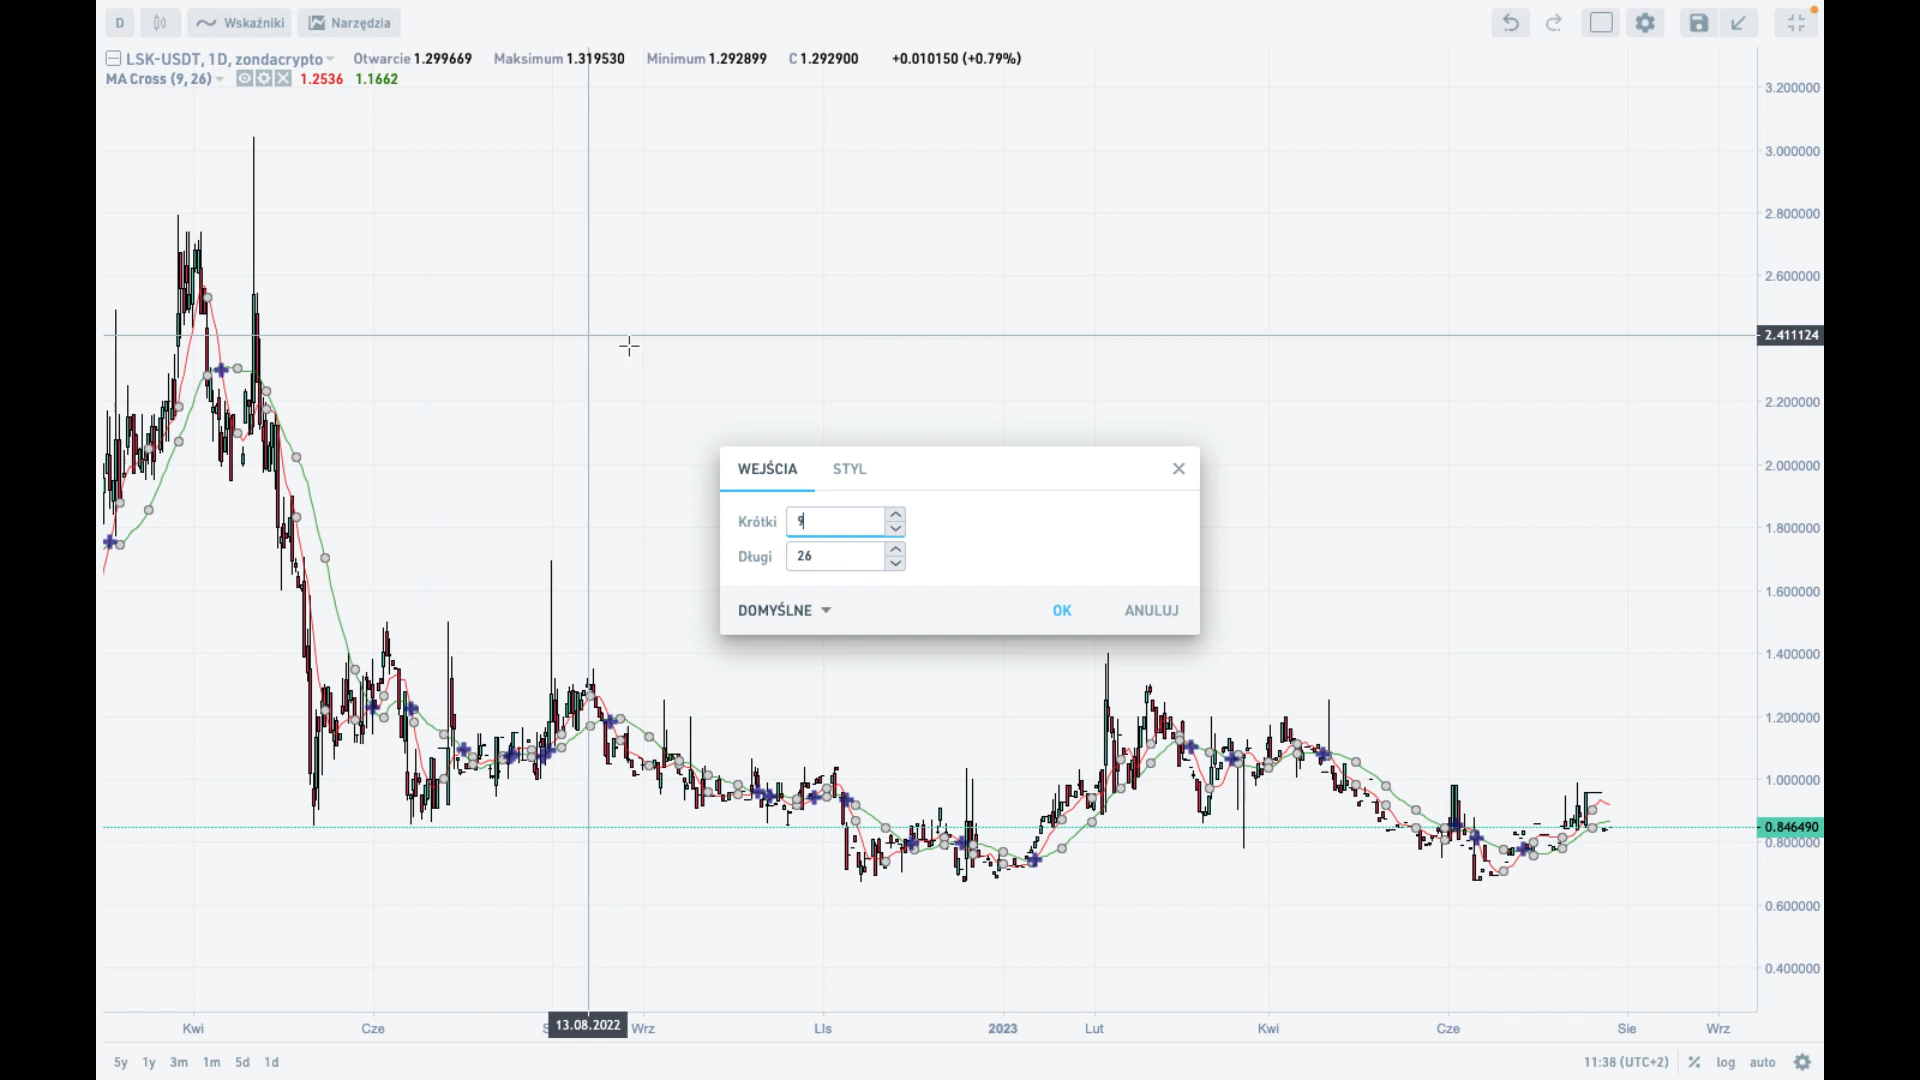 D Wskaźniki Narzędzia
LSK-USDT, 1D, zondacrypto Otwarcie 1.299669 Maksimum 1.319530 Minimum 1.292899 C 1.292900 +0.010150 (+0.79%)
MA Cross (9, 26) 1.2536 1.1662
3.200000
3.000000
2.800000
2.600000
2.411124
2.200000
2.000000
1.800000
1.600000
1.400000
1.200000
1.000000
0.846490
0.800000
0.600000
0.400000
WEJŚCIA STYL
Krótki 9
Długi 26
DOMYŚLNE OK ANULUJ
Kwi Cze S 13.08.2022 Wrz LIs 2023 Lut Kwi Cze Sie Wrz
5y 1y 3m 1m 5d 1d 11:38 (UTC+2) % log auto